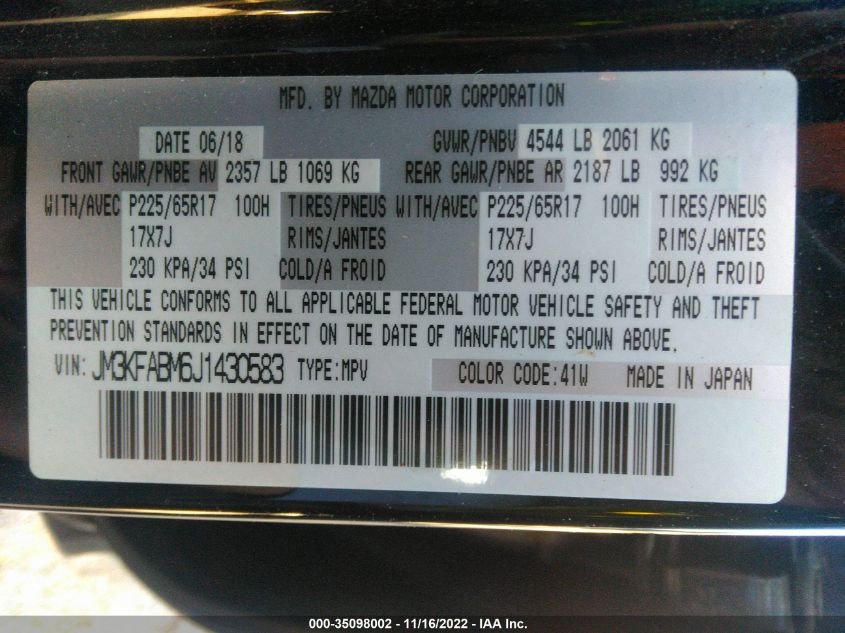 MFD. BY MAZDA MOTOR CORPORATION
DATE 06/18 GVWR/PNBV 4544 LB 2061 KG
FRONT GAWR/PNBE AV 2357 LB 1069 KG REAR GAWR/PNBE AR 2187 LB 992 KG
WITH/AVEC P225/65R17 100H TIRES/PNEUS WITH/AVEC P225/65R17 100H TIRES/PNEUS
17X7J RIMS/JANTES 17X7J RIMS/JANTES
230 KPA/34 PSI COLD/A FROID 230 KPA/34 PSI COLD/A FROID
THIS VEHICLE CONFORMS TO ALL APPLICABLE FEDERAL MOTOR VEHICLE SAFETY AND THEFT
PREVENTION STANDARDS IN EFFECT ON THE DATE OF MANUFACTURE SHOWN ABOVE.
VIN: JM3KFABM6J1430583 TYPE:MPV COLOR CODE:41W MADE IN JAPAN
000-35098002 - 11/16/2022 - IAA Inc.